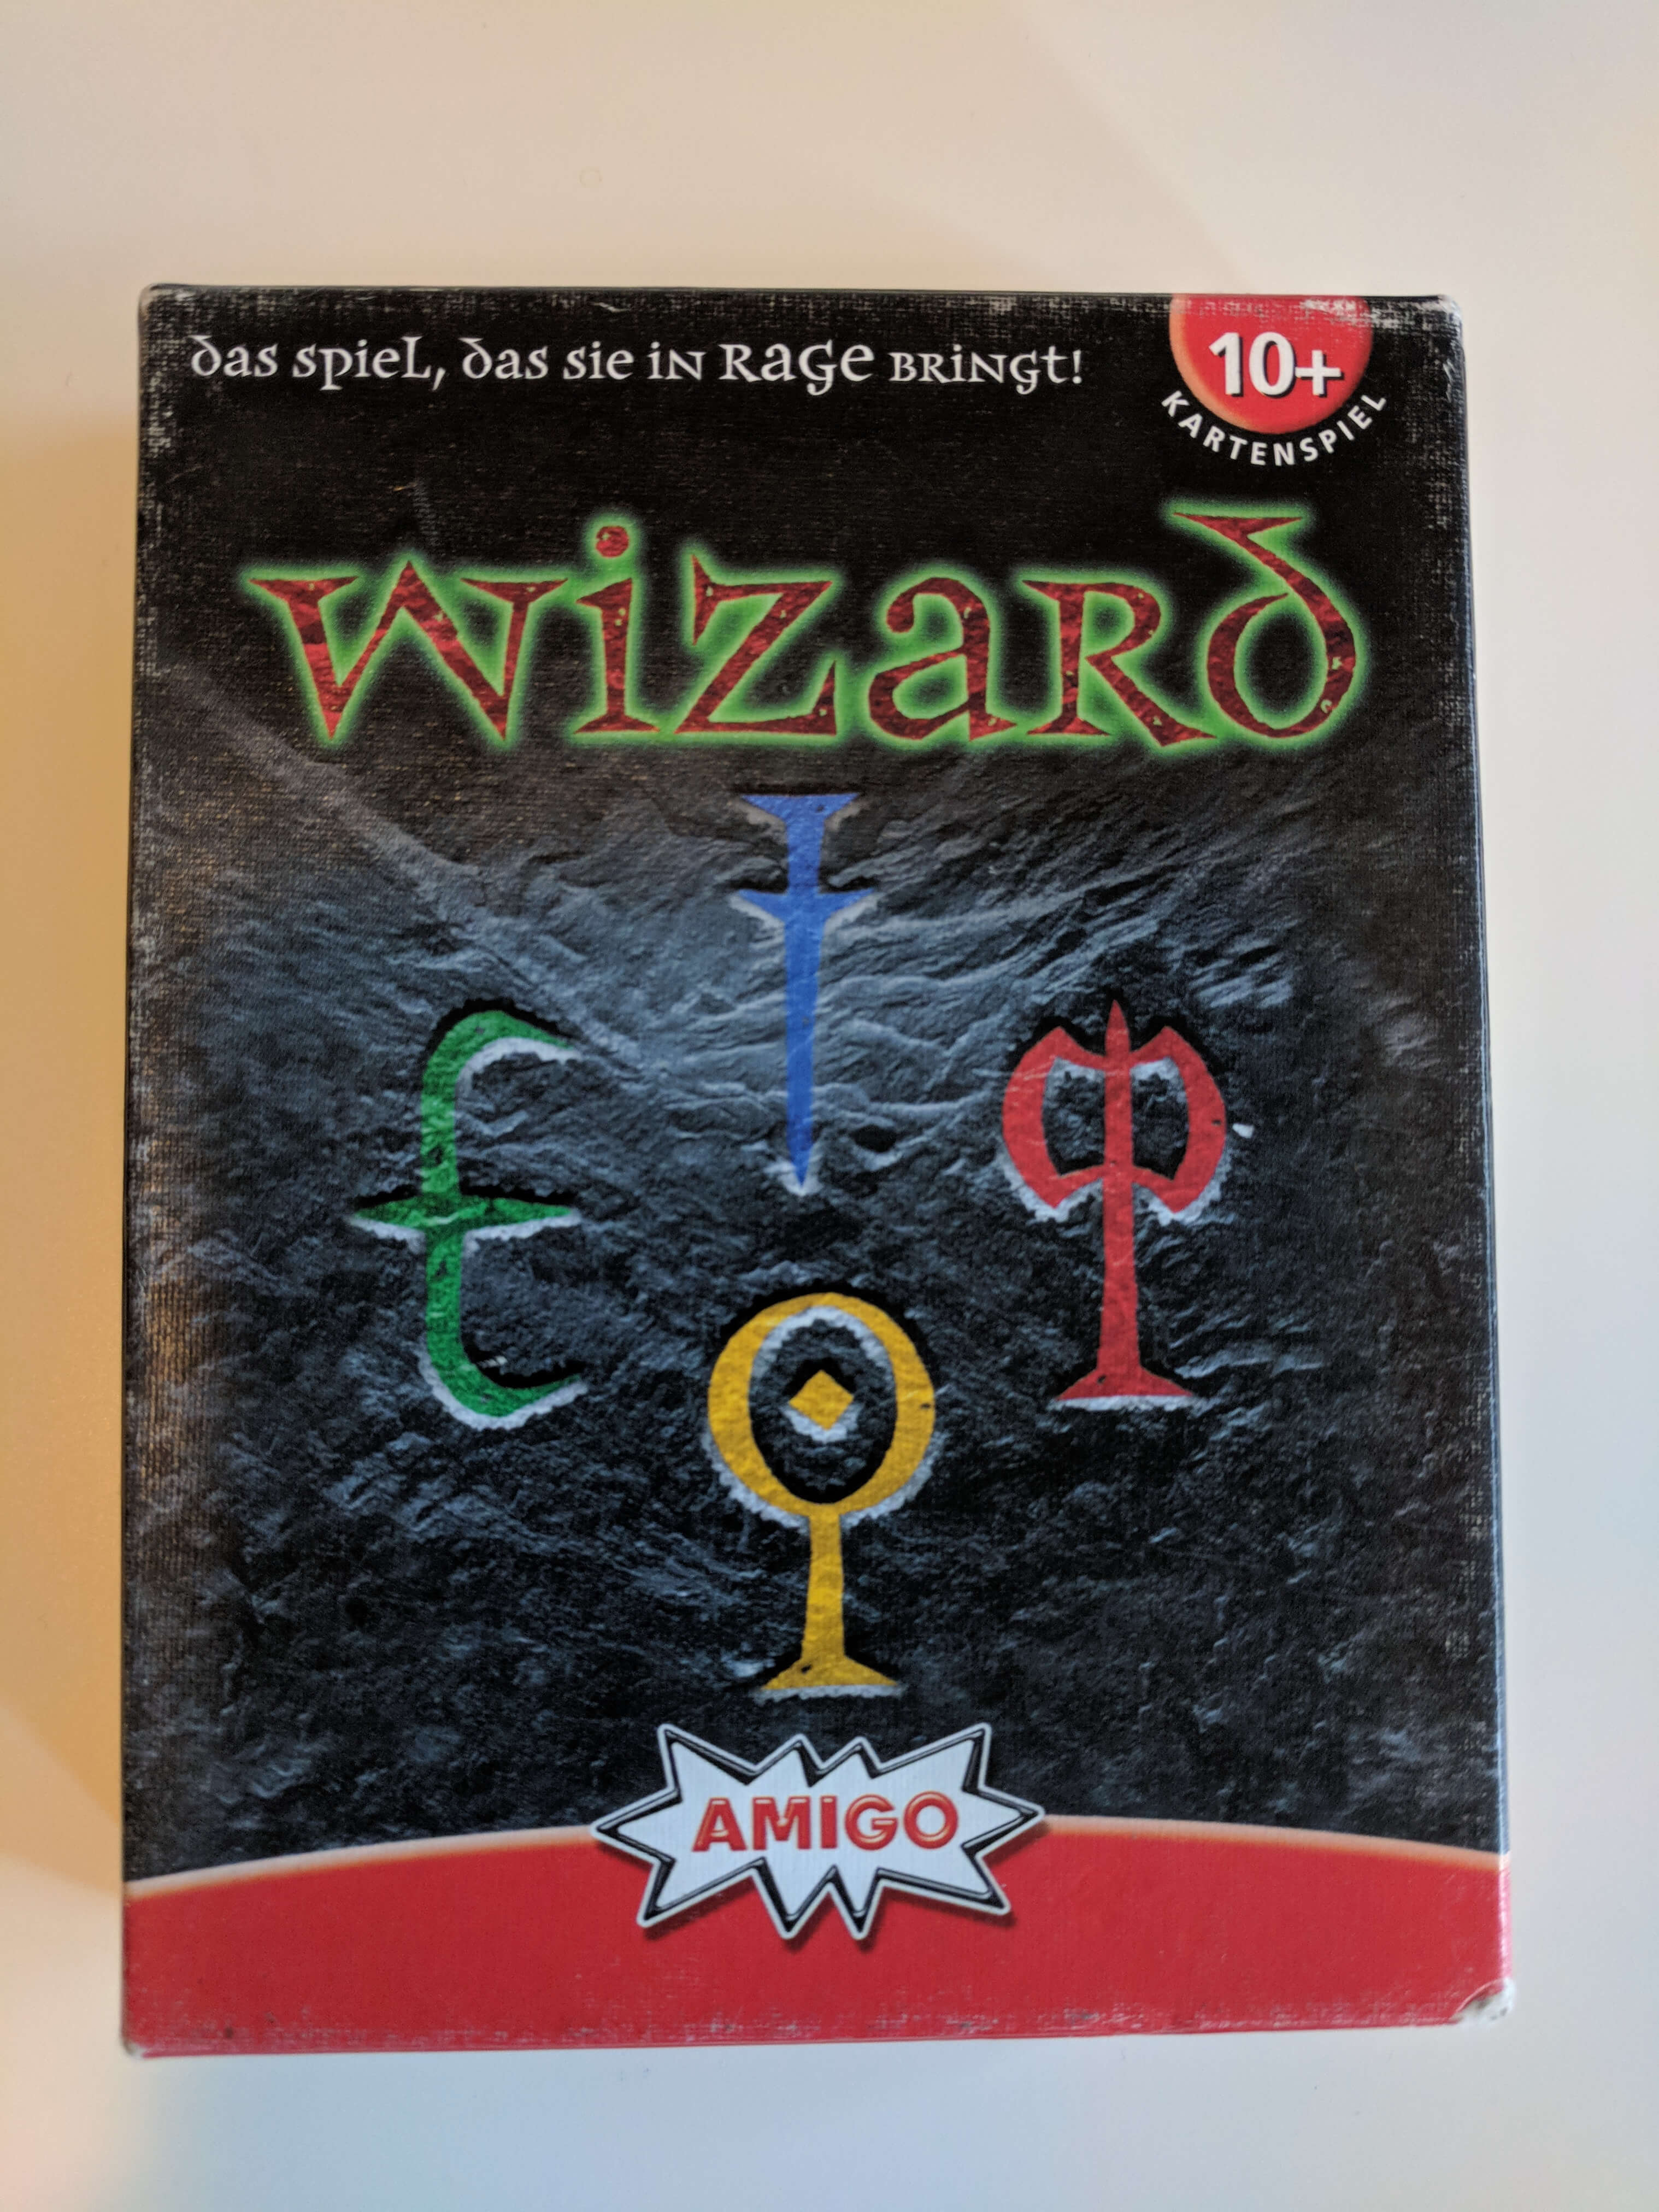 das spiel, das sie in Rage bringt!
10+
KARTENSPIEL
wizard
AMIGO